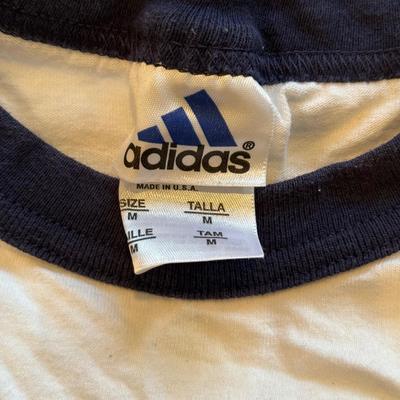 adidas®
MADE IN U.S.A.
SIZE TALLA
M M
ILLE TAM
M M